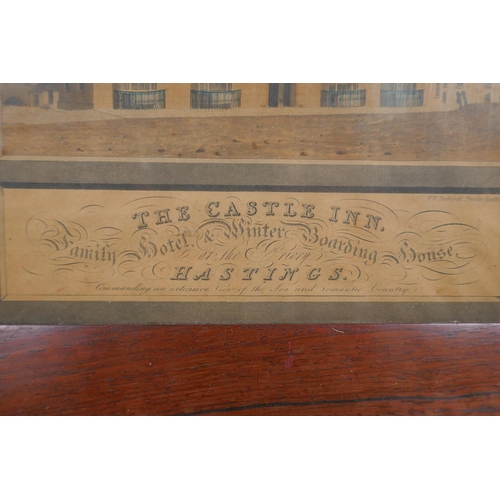 THE CASTLE INN,
Family Hotel, & Winter Boarding House
at the Priory
HASTINGS.
Commanding an extensive View of the Sea and romantic Country.